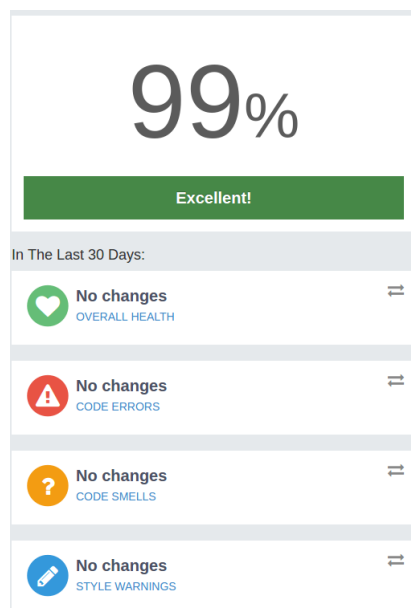 99%
Excellent!
In The Last 30 Days:
No changes
OVERALL HEALTH
No changes
CODE ERRORS
No changes
CODE SMELLS
No changes
STYLE WARNINGS